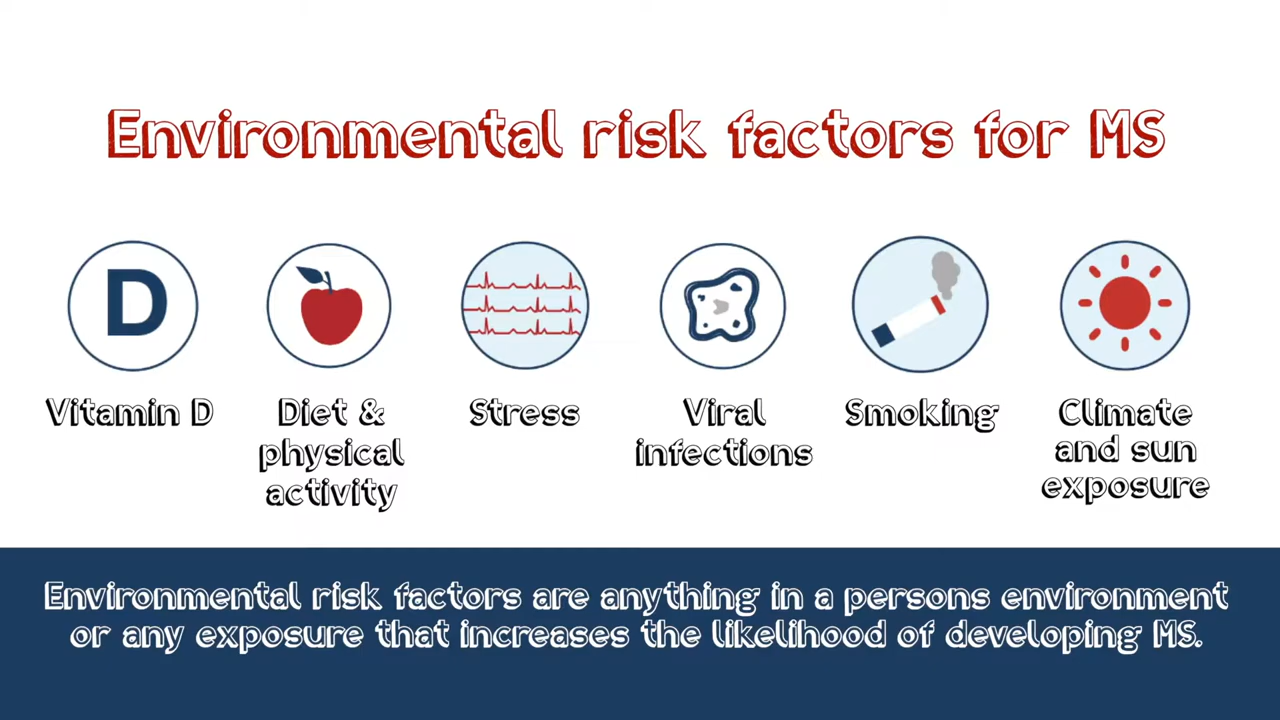 Environmental risk factors for MS
D
Vitamin D
Diet &
physical
activity
Stress
Viral
infections
Smoking
Climate
and sun
exposure
Environmental risk factors are anything in a persons environment
or any exposure that increases the likelihood of developing MS.